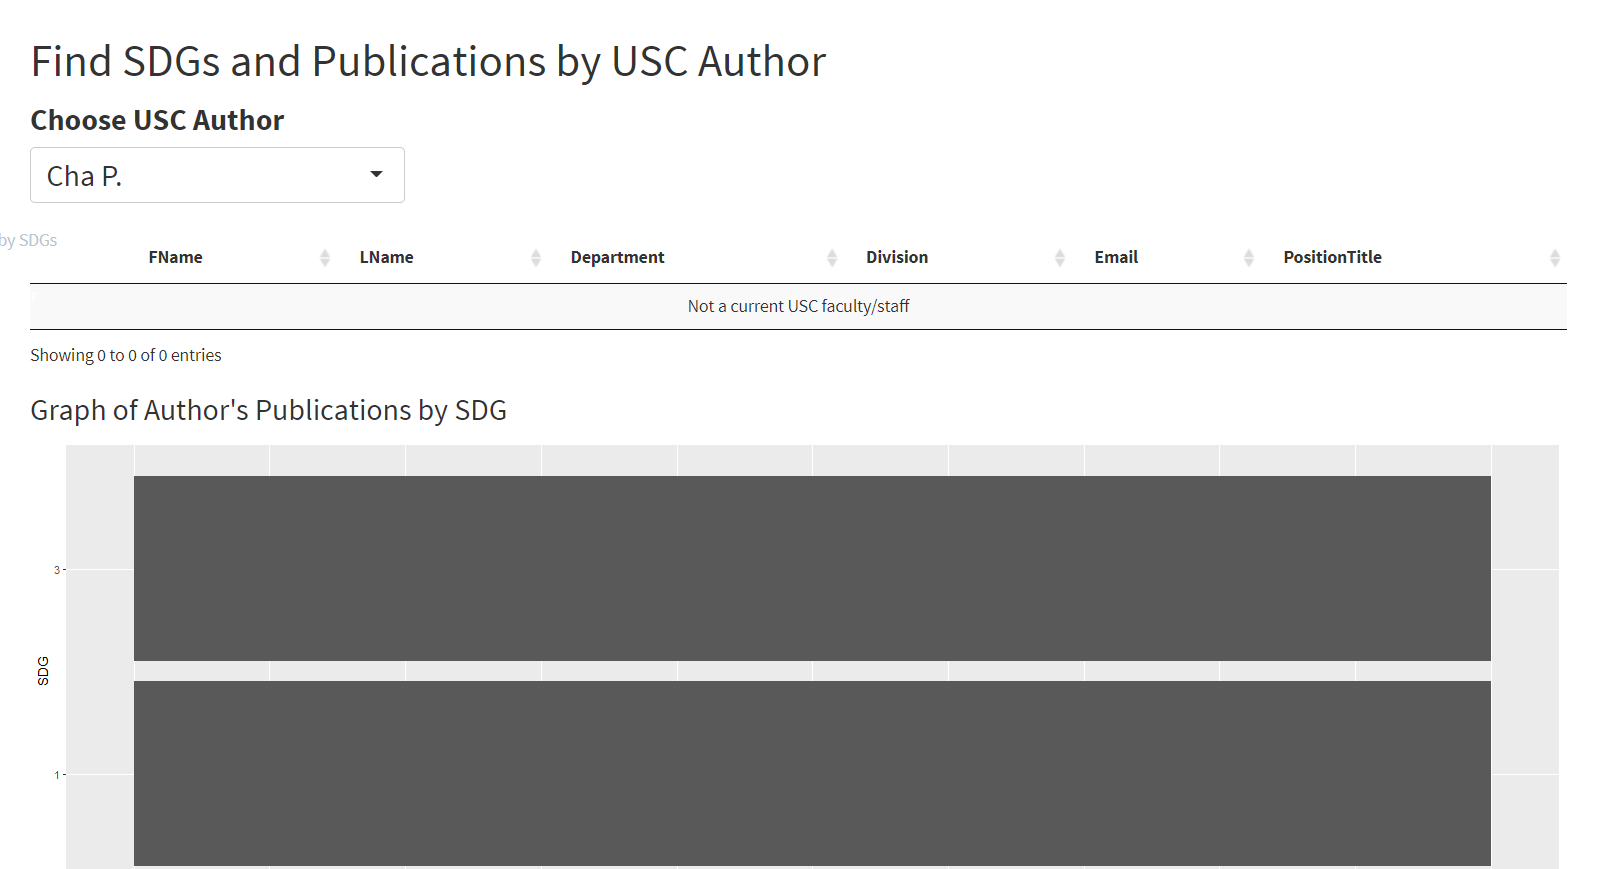 Find SDGs and Publications by USC Author
Choose USC Author
Cha P.
by SDGs
FName LName Department Division Email PositionTitle
Not a current USC faculty/staff
Showing 0 to 0 of 0 entries
Graph of Author's Publications by SDG
3
SDG
1